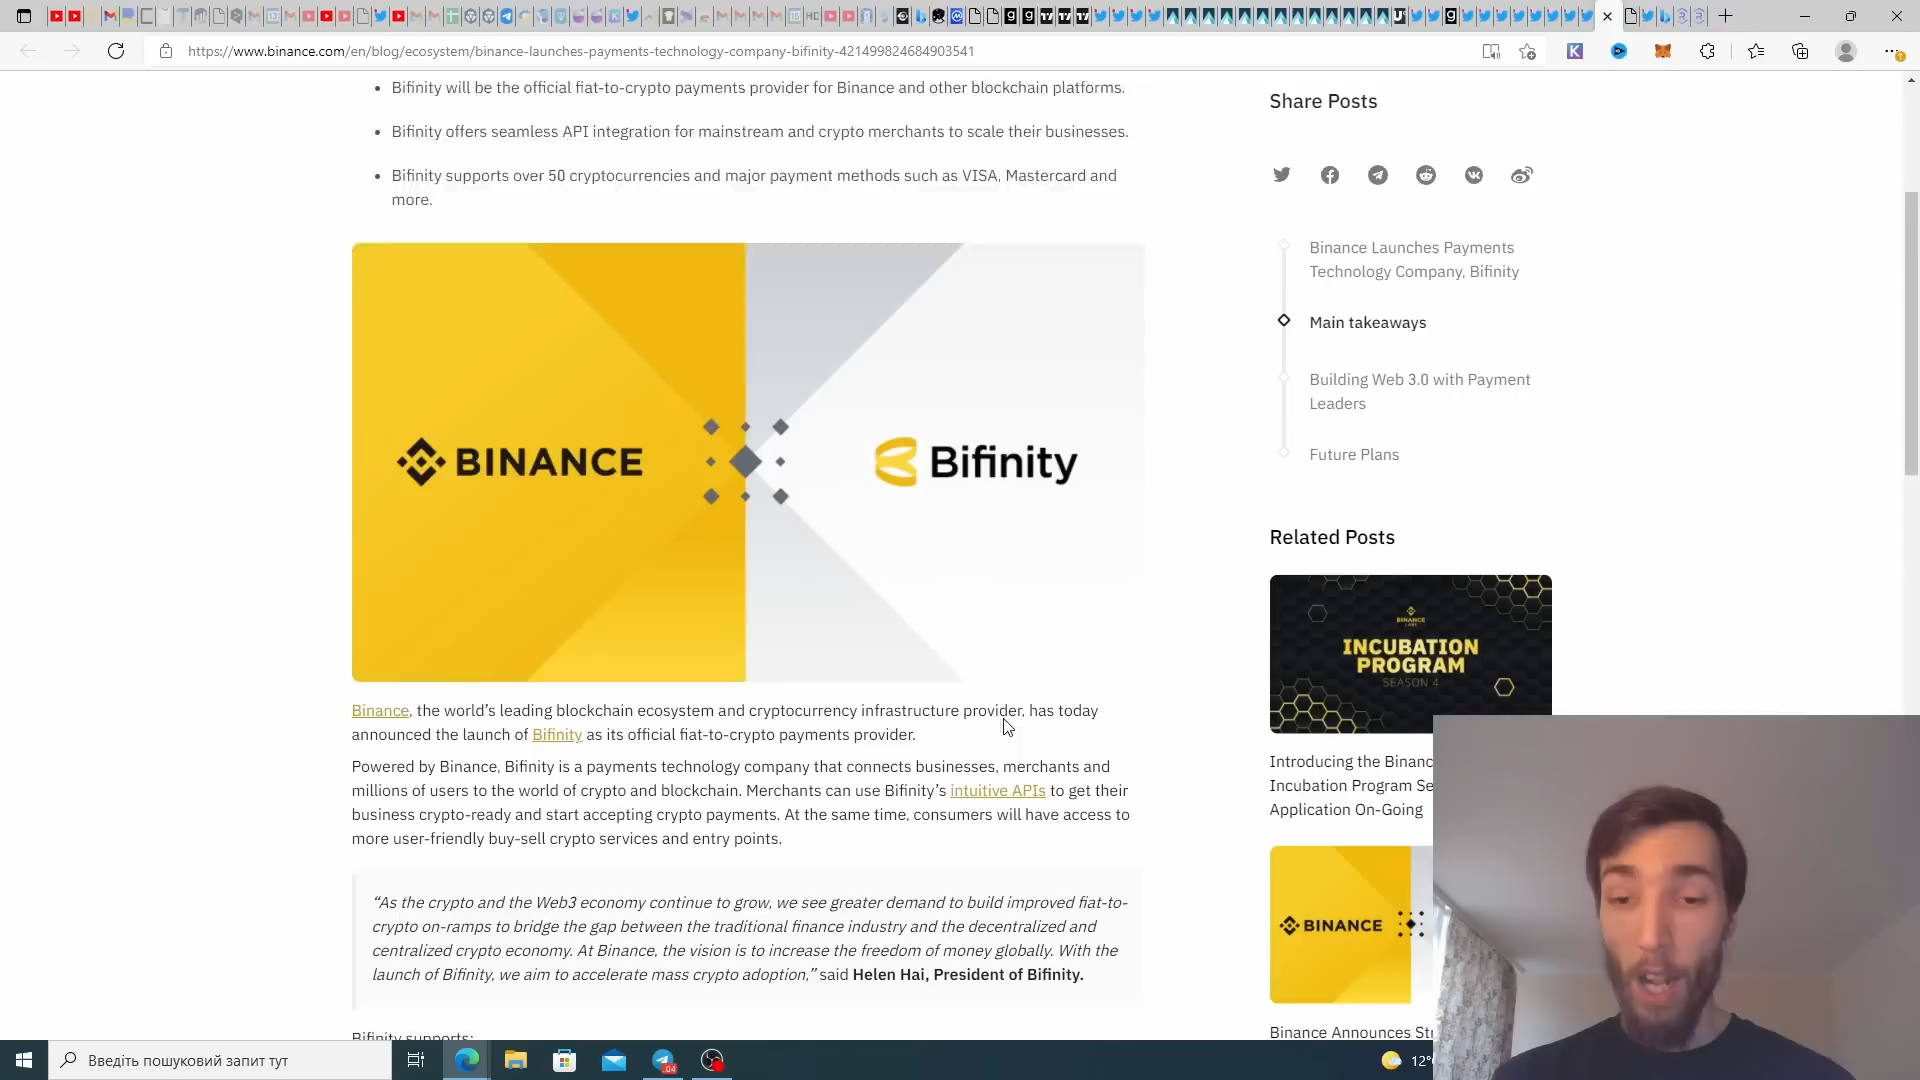 https://www.binance.com/en/blog/ecosystem/binance-launches-payments-technology-company-bifinity-421499824684903541
• Bifinity will be the official fiat-to-crypto payments provider for Binance and other blockchain platforms.
• Bifinity offers seamless API integration for mainstream and crypto merchants to scale their businesses.
• Bifinity supports over 50 cryptocurrencies and major payment methods such as VISA, Mastercard and
more.
BINANCE
Bifinity
Binance, the world's leading blockchain ecosystem and cryptocurrency infrastructure provider, has today
announced the launch of Bifinity as its official fiat-to-crypto payments provider.
Powered by Binance, Bifinity is a payments technology company that connects businesses, merchants and
millions of users to the world of crypto and blockchain. Merchants can use Bifinity's intuitive APIs to get their
business crypto-ready and start accepting crypto payments. At the same time, consumers will have access to
more user-friendly buy-sell crypto services and entry points.
“As the crypto and the Web3 economy continue to grow, we see greater demand to build improved fiat-to-
crypto on-ramps to bridge the gap between the traditional finance industry and the decentralized and
centralized crypto economy. At Binance, the vision is to increase the freedom of money globally. With the
launch of Bifinity, we aim to accelerate mass crypto adoption,” said Helen Hai, President of Bifinity.
Bifinity supports:
Share Posts
Binance Launches Payments
Technology Company, Bifinity
Main takeaways
Building Web 3.0 with Payment
Leaders
Future Plans
Related Posts
BINANCE
LABS
INCUBATION
PROGRAM
SEASON 4
Introducing the Binanc
Incubation Program Se
Application On-Going
BINANCE
Binance Announces Str
Введіть пошуковий запит тут
12°